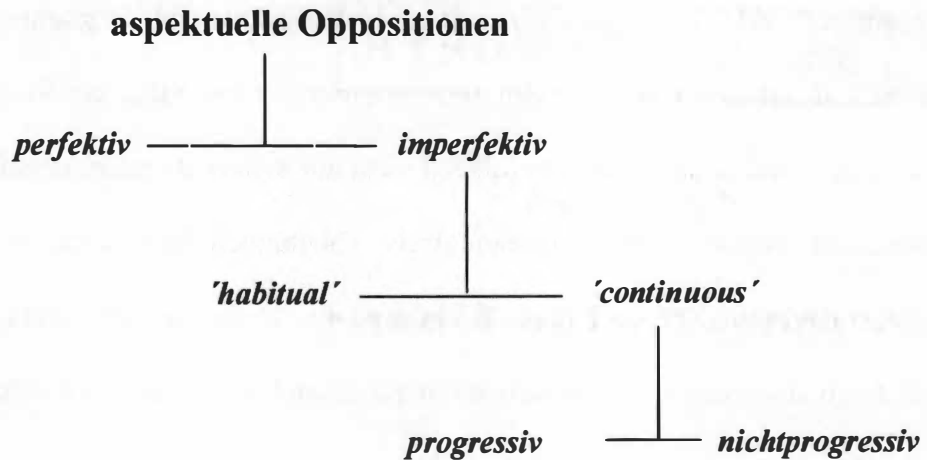 aspektuelle Oppositionen
perfektiv imperfektiv
´habitual´ ´continuous´
progressiv nichtprogressiv